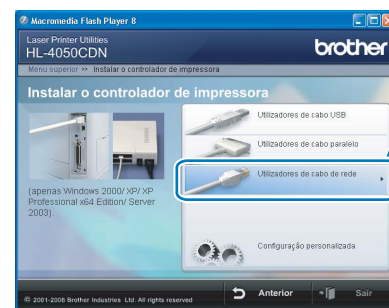 Macromedia Flash Player 8
Laser Printer Utilities
HL-4050CDN
brother
Menu superior >> Instalar o controlador de impressora
Instalar o controlador de impressora
Utilizadores de cabo USB
Utilizadores de cabo paralelo
Utilizadores de cabo de rede
(apenas Windows 2000/ XP/ XP
Professional x64 Edition/ Server
2003).
Configuração personalizada
© 2001-2006 Brother Industries Ltd. All rights reserved
Anterior
Sair